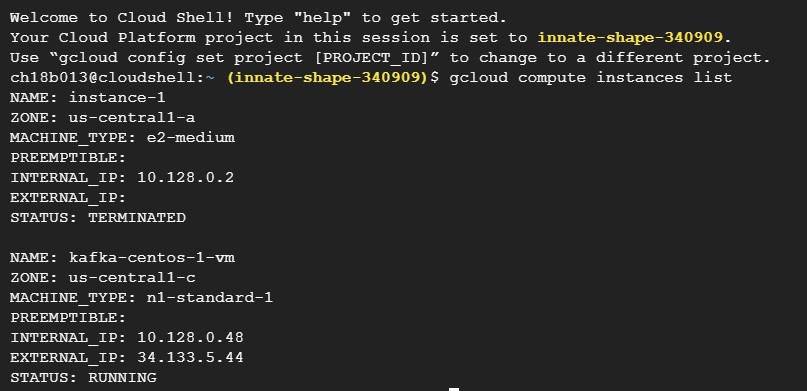 Welcome to Cloud Shell! Type "help" to get started.
Your Cloud Platform project in this session is set to innate-shape-340909.
Use “gcloud config set project [PROJECT_ID]” to change to a different project.
ch18b013@cloudshell:~ (innate-shape-340909)$ gcloud compute instances list
NAME: instance-1
ZONE: us-central1-a
MACHINE_TYPE: e2-medium
PREEMPTIBLE:
INTERNAL_IP: 10.128.0.2
EXTERNAL_IP:
STATUS: TERMINATED

NAME: kafka-centos-1-vm
ZONE: us-central1-c
MACHINE_TYPE: n1-standard-1
PREEMPTIBLE:
INTERNAL_IP: 10.128.0.48
EXTERNAL_IP: 34.133.5.44
STATUS: RUNNING